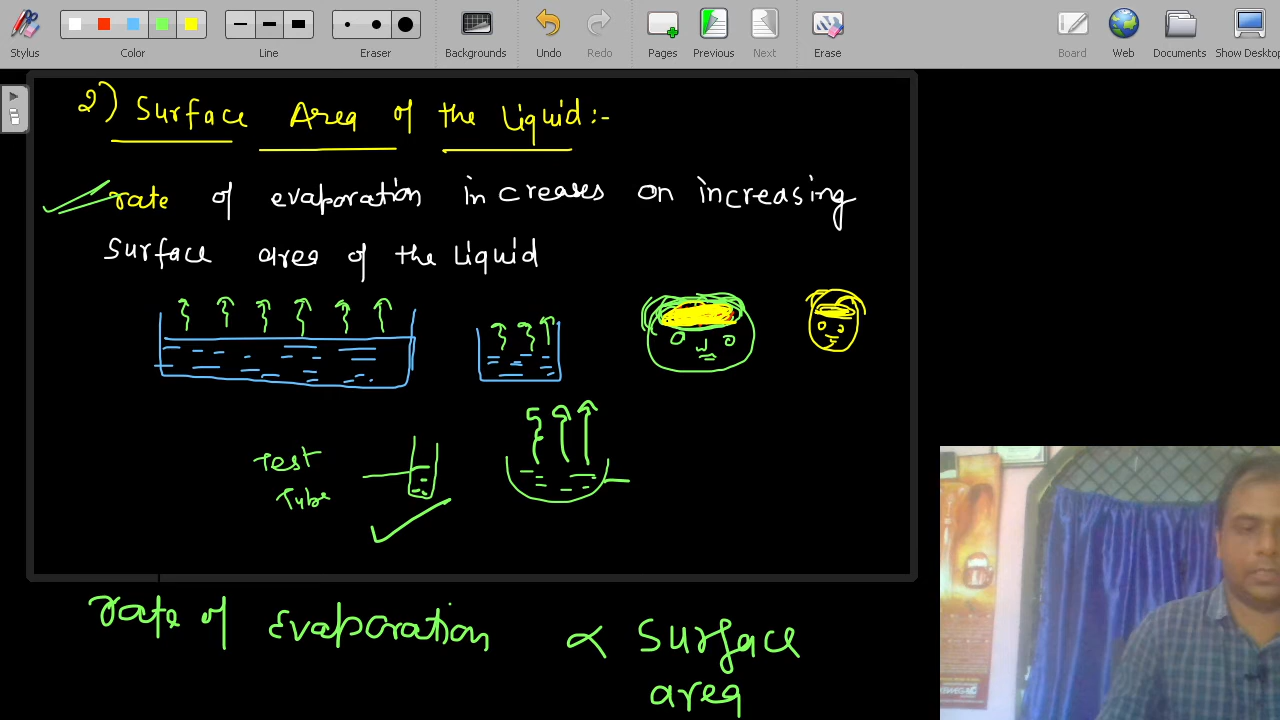 Stylus
Color
Line
Eraser
Backgrounds
Undo
Redo
Pages
Previous
Next
Erase
Board
Web
Documents
Show Desktop
2) Surface Area of the Liquid:-
rate of evaporation increases on increasing
Surface area of the Liquid
Test
Tube
rate of Evaporation ∝ Surface
area